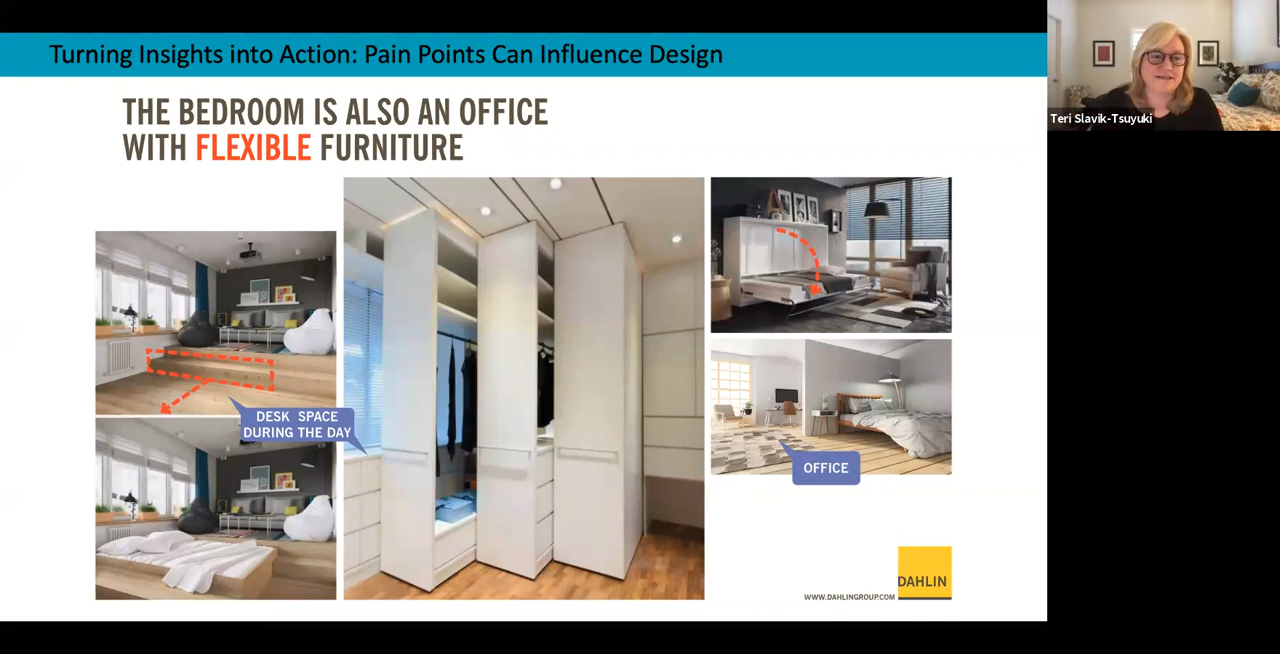 Turning Insights into Action: Pain Points Can Influence Design
Teri Slavik-Tsuyuki
THE BEDROOM IS ALSO AN OFFICE
WITH FLEXIBLE FURNITURE
DESK SPACE
DURING THE DAY
OFFICE
DAHLIN
WWW.DAHLINGROUP.COM